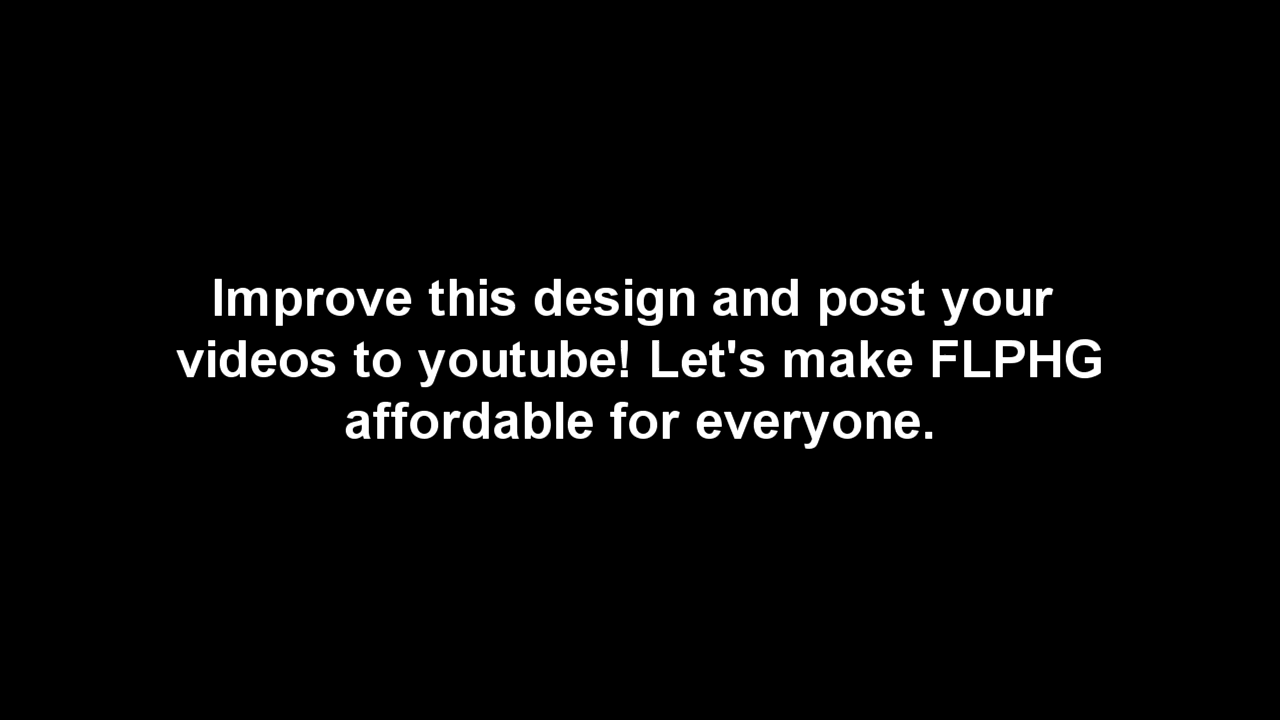 Improve this design and post your
videos to youtube! Let's make FLPHG
affordable for everyone.